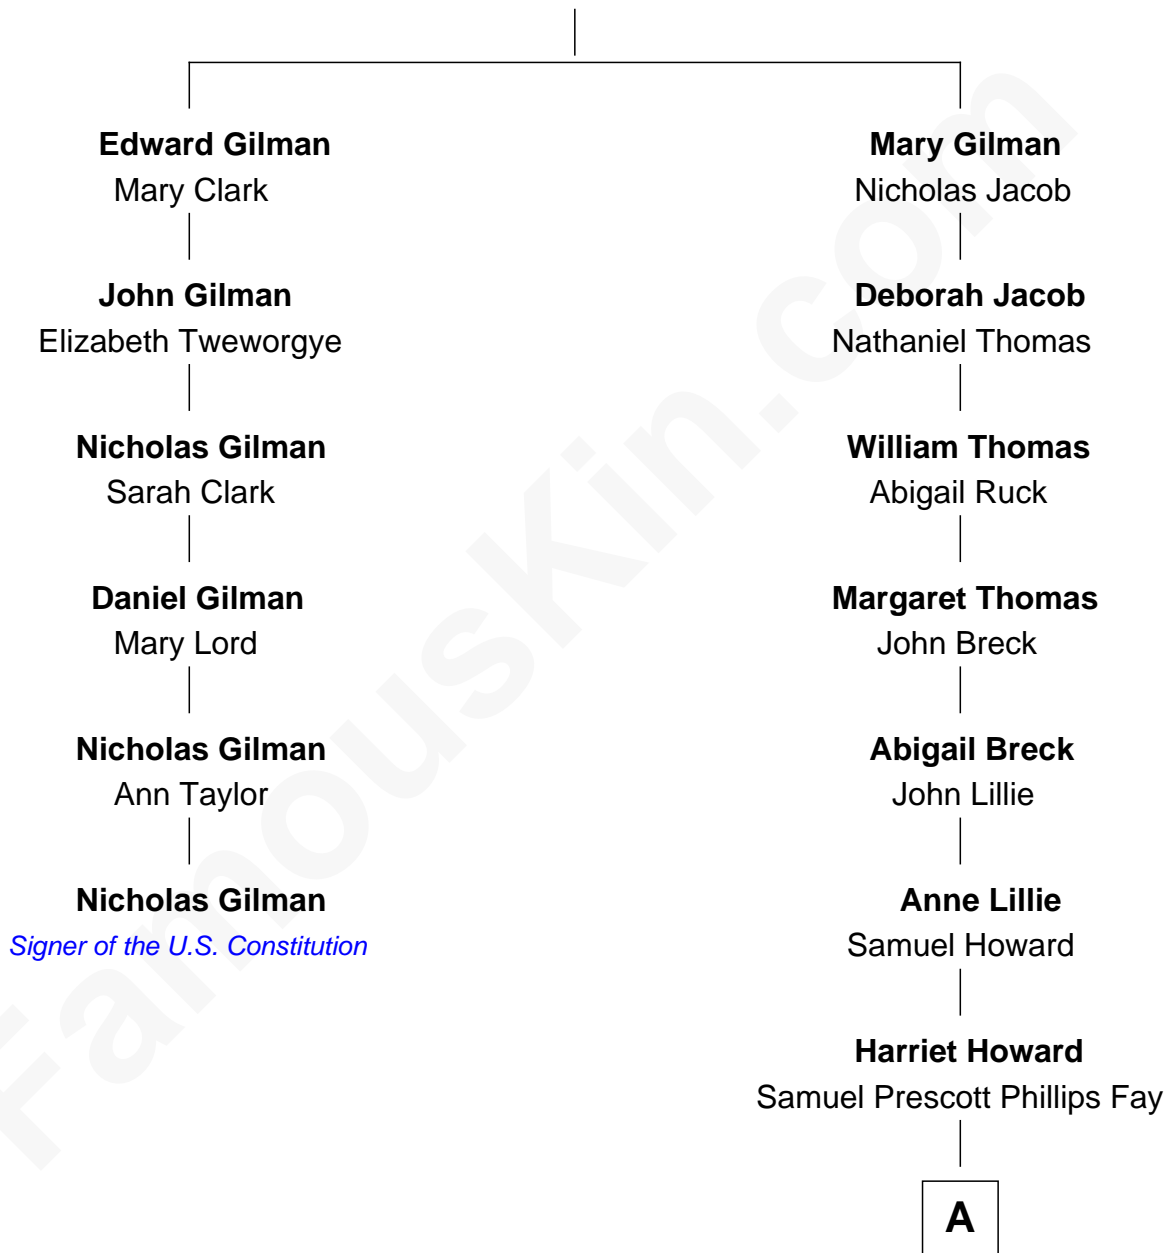 Edward Gilman
Mary Clark
John Gilman
Elizabeth Tweworgye
Nicholas Gilman
Sarah Clark
Daniel Gilman
Mary Lord
Nicholas Gilman
Ann Taylor
Nicholas Gilman
Signer of the U.S. Constitution
Mary Gilman
Nicholas Jacob
Deborah Jacob
Nathaniel Thomas
William Thomas
Abigail Ruck
Margaret Thomas
John Breck
Abigail Breck
John Lillie
Anne Lillie
Samuel Howard
Harriet Howard
Samuel Prescott Phillips Fay
A
FamousKin.com